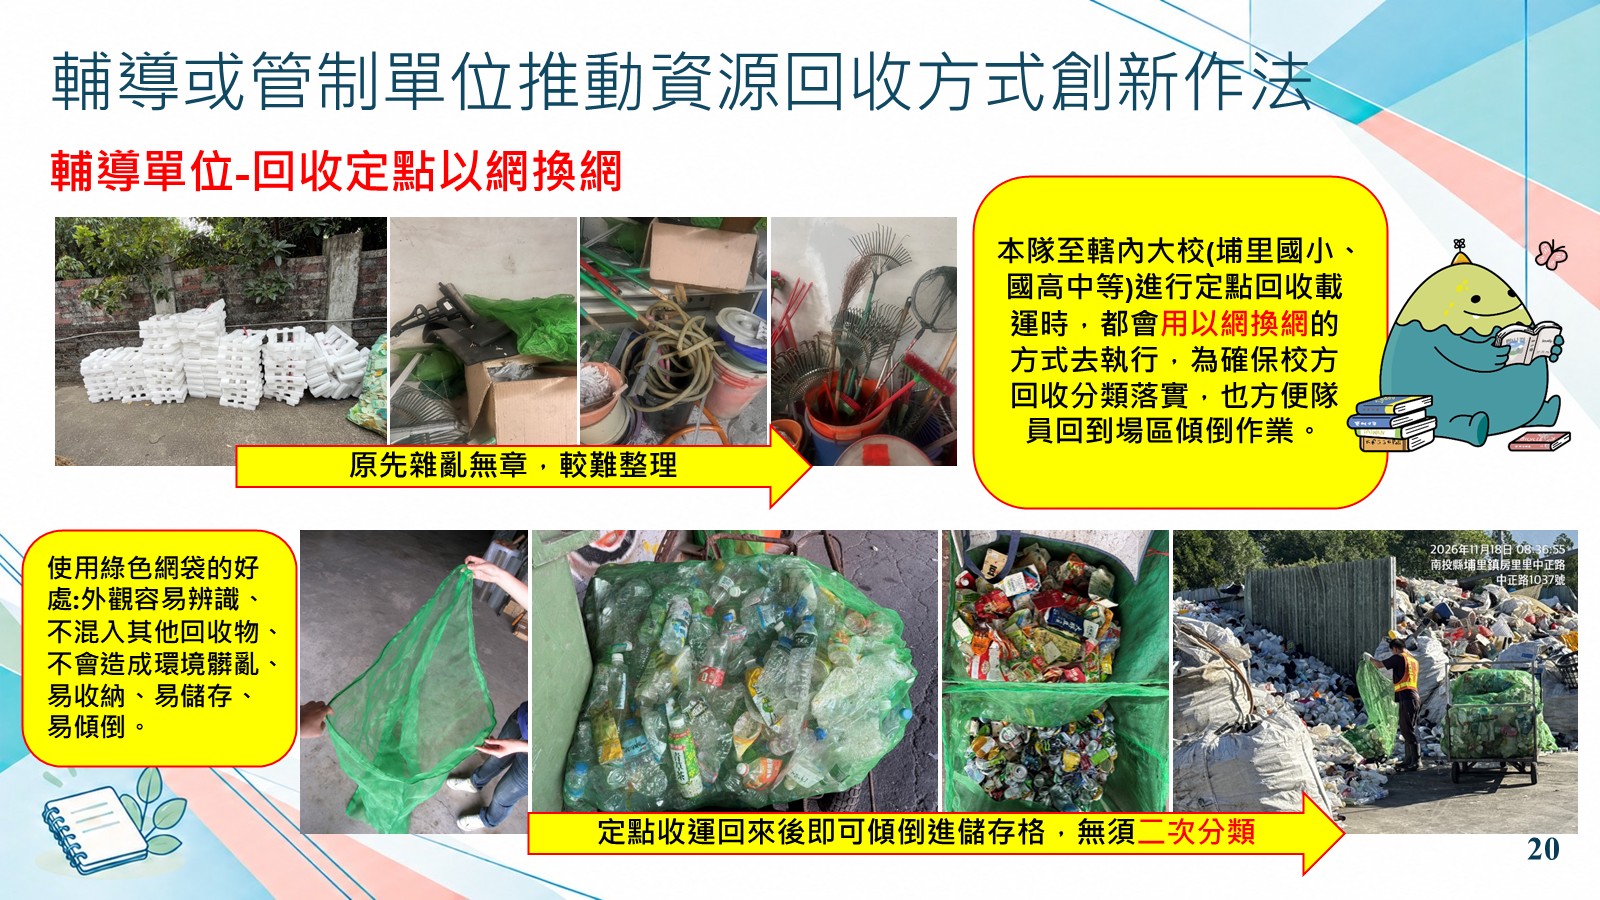 輔導或管制單位推動資源回收方式創新作法
輔導單位-回收定點以網換網
本隊至轄內大校(埔里國小、
國高中等)進行定點回收載
運時，都會用以網換網的
方式去執行，為確保校方
回收分類落實，也方便隊
員回到場區傾倒作業。
原先雜亂無章，較難整理
使用綠色網袋的好
處:外觀容易辨識、
不混入其他回收物、
不會造成環境髒亂、
易收納、易儲存、
易傾倒。
2026年11月18日 08:36:55
南投縣埔里鎮房里里中正路
中正路1037號
定點收運回來後即可傾倒進儲存格，無須二次分類
20